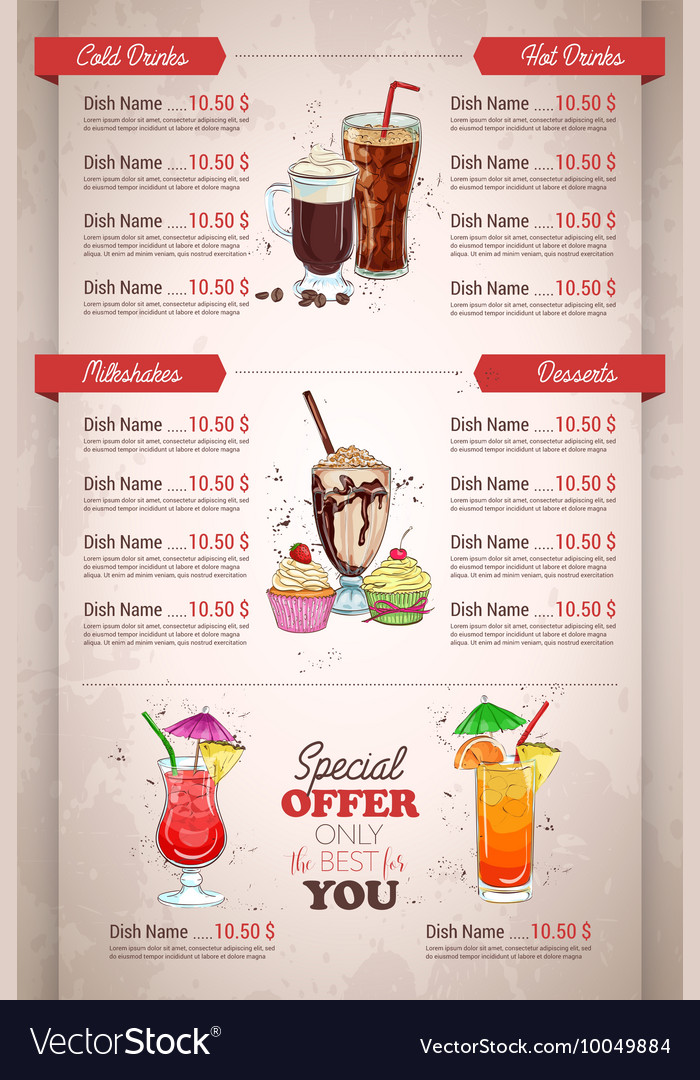 Cold Drinks
Dish Name .....10.50 $
Lorem ipsum dolor sit amet, consectetur adipiscing elit, sed
do eiusmod tempor incididunt ut labore et dolore magna
Dish Name .....10.50 $
Lorem ipsum dolor sit amet, consectetur adipiscing elit, sed
do eiusmod tempor incididunt ut labore et dolore magna
Dish Name .....10.50 $
Lorem ipsum dolor sit amet, consectetur adipiscing elit, sed
do eiusmod tempor incididunt ut labore et dolore magna
aliqua. Ut enim ad minim veniam, quis nostrud exercitation
Dish Name .....10.50 $
Lorem ipsum dolor sit amet, consectetur adipiscing elit, sed
do eiusmod tempor incididunt ut labore et dolore magna
Hot Drinks
Dish Name .....10.50 $
Lorem ipsum dolor sit amet, consectetur adipiscing elit, sed
do eiusmod tempor incididunt ut labore et dolore magna
Dish Name .....10.50 $
Lorem ipsum dolor sit amet, consectetur adipiscing elit, sed
do eiusmod tempor incididunt ut labore et dolore magna
Dish Name .....10.50 $
Lorem ipsum dolor sit amet, consectetur adipiscing elit, sed
do eiusmod tempor incididunt ut labore et dolore magna
aliqua. Ut enim ad minim veniam, quis nostrud exercitation
Dish Name .....10.50 $
Lorem ipsum dolor sit amet, consectetur adipiscing elit, sed
do eiusmod tempor incididunt ut labore et dolore magna
Milkshakes
Dish Name .....10.50 $
Lorem ipsum dolor sit amet, consectetur adipiscing elit, sed
do eiusmod tempor incididunt ut labore et dolore magna
Dish Name .....10.50 $
Lorem ipsum dolor sit amet, consectetur adipiscing elit, sed
do eiusmod tempor incididunt ut labore et dolore magna
Dish Name .....10.50 $
Lorem ipsum dolor sit amet, consectetur adipiscing elit, sed
do eiusmod tempor incididunt ut labore et dolore magna
aliqua. Ut enim ad minim veniam, quis nostrud exercitation
Dish Name .....10.50 $
Lorem ipsum dolor sit amet, consectetur adipiscing elit, sed
do eiusmod tempor incididunt ut labore et dolore magna
Desserts
Dish Name .....10.50 $
Lorem ipsum dolor sit amet, consectetur adipiscing elit, sed
do eiusmod tempor incididunt ut labore et dolore magna
Dish Name .....10.50 $
Lorem ipsum dolor sit amet, consectetur adipiscing elit, sed
do eiusmod tempor incididunt ut labore et dolore magna
Dish Name .....10.50 $
Lorem ipsum dolor sit amet, consectetur adipiscing elit, sed
do eiusmod tempor incididunt ut labore et dolore magna
aliqua. Ut enim ad minim veniam, quis nostrud exercitation
Dish Name .....10.50 $
Lorem ipsum dolor sit amet, consectetur adipiscing elit, sed
do eiusmod tempor incididunt ut labore et dolore magna
Special
OFFER
ONLY
the BEST for
YOU
Dish Name .....10.50 $
Lorem ipsum dolor sit amet, consectetur adipiscing elit, sed
do eiusmod tempor incididunt ut labore et dolore magna
Dish Name .....10.50 $
Lorem ipsum dolor sit amet, consectetur adipiscing elit, sed
do eiusmod tempor incididunt ut labore et dolore magna
VectorStock®
VectorStock.com/10049884